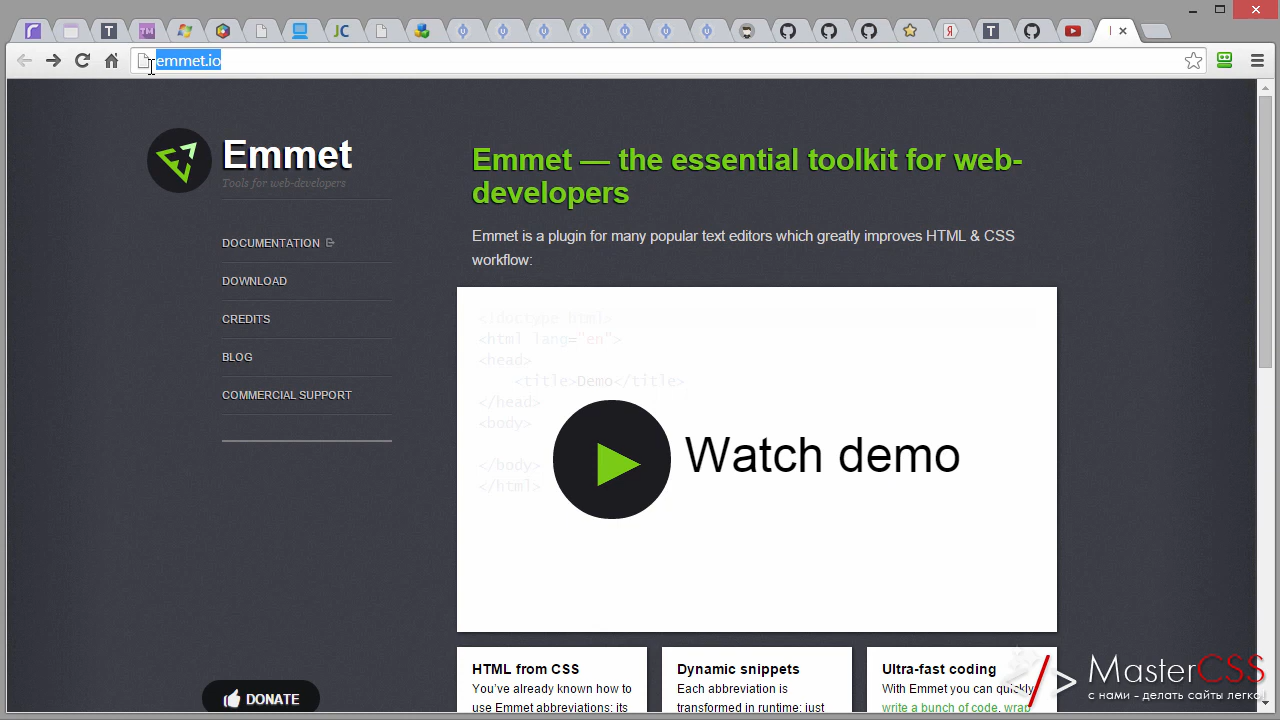 emmet.io
Emmet
Tools for web-developers
DOCUMENTATION
DOWNLOAD
CREDITS
BLOG
COMMERCIAL SUPPORT
DONATE
Emmet — the essential toolkit for web-
developers
Emmet is a plugin for many popular text editors which greatly improves HTML & CSS
workflow:
<!doctype html>
<html lang="en">
<head>
<title>Demo</title>
</head>
<body>
</body>
</html>
Watch demo
HTML from CSS
You've already known how to
use Emmet abbreviations: its
Dynamic snippets
Each abbreviation is
transformed in runtime: just
Ultra-fast coding
With Emmet you can quickly
write a bunch of code, wrap
MasterCSS
с нами - делать сайты легко!